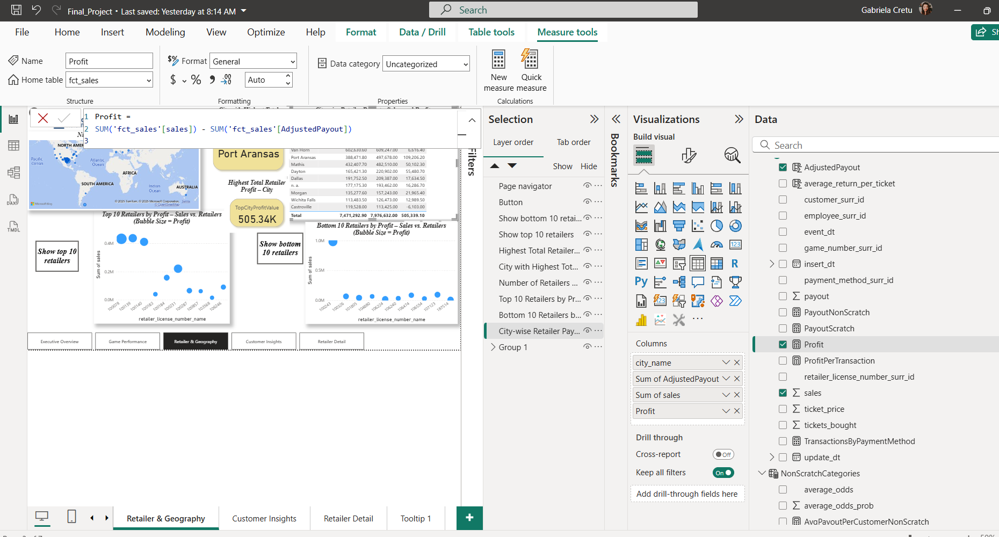 Final_Project • Last saved: Yesterday at 8:14 AM
Search
Gabriela Cretu
File Home Insert Modeling View Optimize Help Format Data / Drill Table tools Measure tools
Name Profit
Home table fct_sales
Structure
Format General
$ % Auto
Formatting
Data category Uncategorized
Properties
New measure
Quick measure
Calculations
1 Profit =
2 SUM('fct_sales'[sales]) - SUM('fct_sales'[AdjustedPayout])
3
NORTH AMER
Pacific Ocean
Atlantic Ocean
AFRICA
SOUTH AMERICA
Indian Ocean
AUSTRALIA
Microsoft Bing
© 2025 TomTom, © 2025 Microsoft Corporation, Terms
© OpenStreetMap
Port Aransas
Highest Total Retailer
Profit – City
TopCityProfitValue
505.34K
Van Horn 602,630.60 609,247.00 6,616.40
Port Aransas 388,471.80 497,678.00 109,206.20
Mathis 432,407.70 482,510.00 50,102.30
Dayton 165,421.30 220,902.00 55,480.70
Dallas 191,752.50 209,387.00 17,634.50
n. a. 177,175.30 193,462.00 16,286.70
Morgan 135,277.60 157,243.00 21,965.40
Wichita Falls 113,483.50 126,473.00 12,989.50
Castroville 119,528.00 113,425.00 -6,103.00
Total 7,471,292.90 7,976,632.00 505,339.10
Filters
Top 10 Retailers by Profit – Sales vs. Retailers
(Bubble Size = Profit)
Show top 10
retailers
Sum of sales
0.4M
0.2M
0.0M
100078 100139 100140 100183 100184 100231 100287 100857 103568 106246
retailer_license_number_name
Show bottom
10 retailers
Bottom 10 Retailers by Profit – Sales vs. Retailers
(Bubble Size = Profit)
Sum of sales
1.0M
0.5M
0.0M
100243 100326 101805 104880 106224 106240 106474 106554 107123 187514
retailer_license_number_name
Executive Overview Game Performance Retailer & Geography Customer Insights Retailer Detail
Selection
Layer order Tab order
Show Hide
Page navigator
Button
Show bottom 10 retai...
Show top 10 retailers
Highest Total Retailer...
City with Highest Tot...
Number of Retailers ...
Top 10 Retailers by Pr...
Bottom 10 Retailers b...
City-wise Retailer Pay...
Group 1
Bookmarks
Visualizations
Build visual
123
R
Py
123
Columns
city_name
Sum of AdjustedPayout
Sum of sales
Profit
Drill through
Cross-report Off
Keep all filters On
Add drill-through fields here
Data
Search
AdjustedPayout
average_return_per_ticket
customer_surr_id
employee_surr_id
event_dt
game_number_surr_id
insert_dt
payment_method_surr_id
payout
PayoutNonScratch
PayoutScratch
Profit
ProfitPerTransaction
retailer_license_number_surr_id
sales
ticket_price
tickets_bought
TransactionsByPaymentMethod
update_dt
NonScratchCategories
average_odds
average_odds_prob
AvgPayoutPerCustomerNonScratch
DAX
TMDL
Retailer & Geography Customer Insights Retailer Detail Tooltip 1